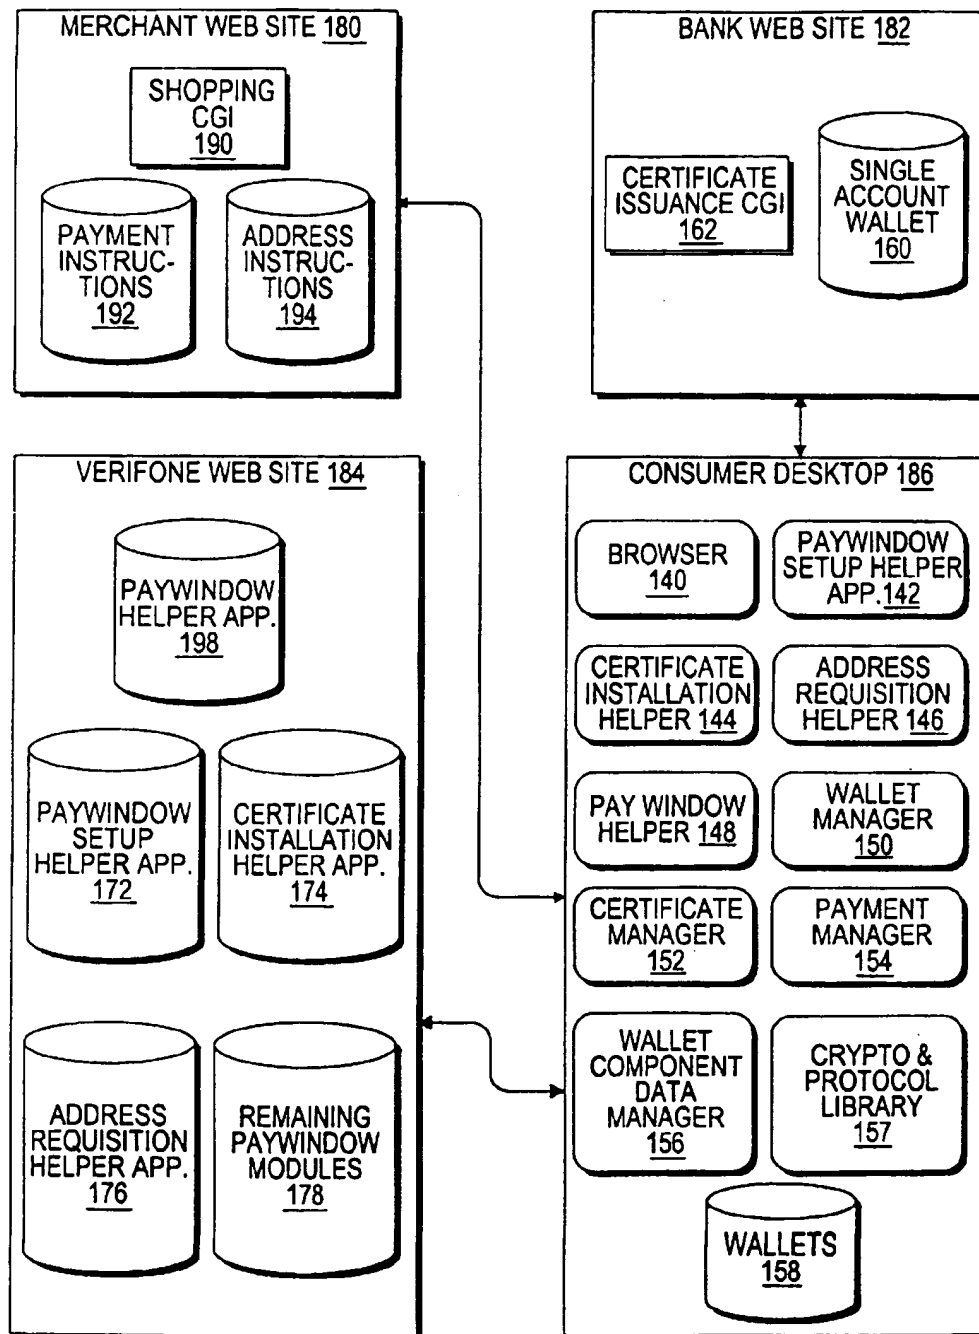 MERCHANT WEB SITE 180
SHOPPING
CGI
190
PAYMENT
INSTRUC-
TIONS
192
ADDRESS
INSTRUC-
TIONS
194
BANK WEB SITE 182
CERTIFICATE
ISSUANCE CGI
162
SINGLE
ACCOUNT
WALLET
160
VERIFONE WEB SITE 184
PAYWINDOW
HELPER APP.
198
PAYWINDOW
SETUP
HELPER APP.
172
CERTIFICATE
INSTALLATION
HELPER APP.
174
ADDRESS
REQUISITION
HELPER APP.
176
REMAINING
PAYWINDOW
MODULES
178
CONSUMER DESKTOP 186
BROWSER
140
PAYWINDOW
SETUP HELPER
APP.142
CERTIFICATE
INSTALLATION
HELPER 144
ADDRESS
REQUISITION
HELPER 146
PAY WINDOW
HELPER 148
WALLET
MANAGER
150
CERTIFICATE
MANAGER
152
PAYMENT
MANAGER
154
WALLET
COMPONENT
DATA
MANAGER
156
CRYPTO &
PROTOCOL
LIBRARY
157
WALLETS
158